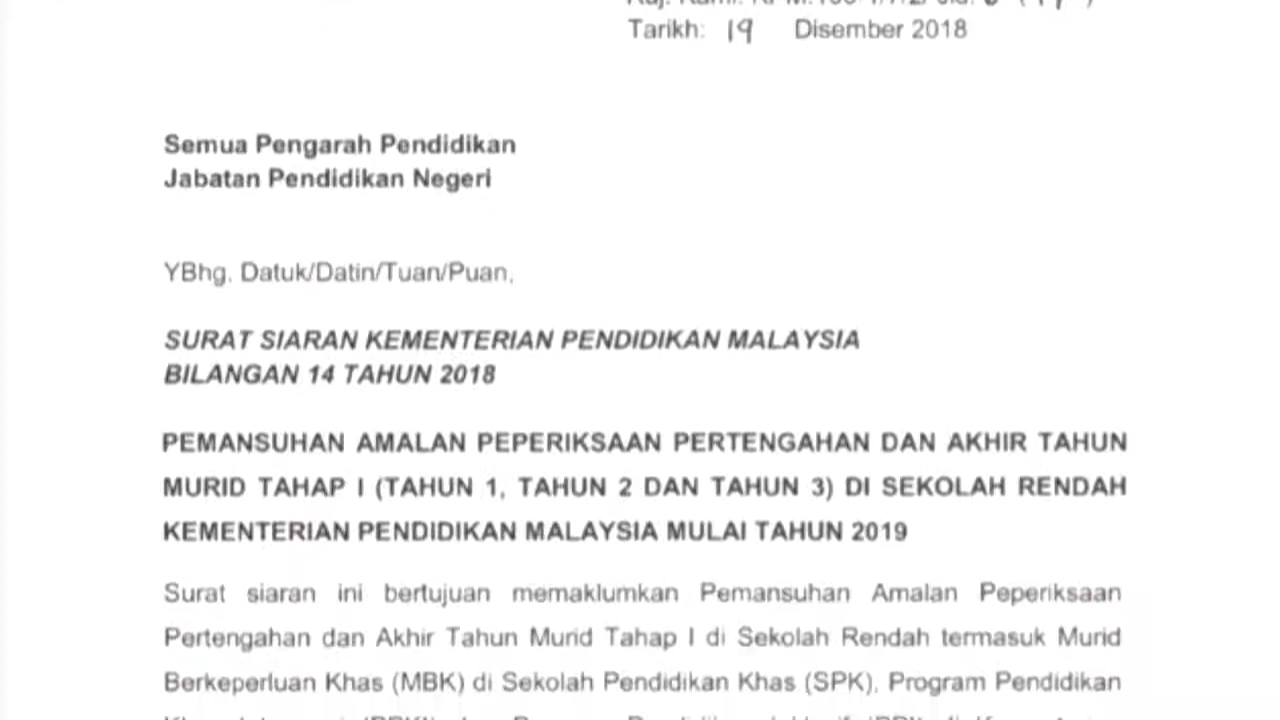 Tarikh: 19 Disember 2018
Semua Pengarah Pendidikan
Jabatan Pendidikan Negeri
YBhg. Datuk/Datin/Tuan/Puan,
SURAT SIARAN KEMENTERIAN PENDIDIKAN MALAYSIA
BILANGAN 14 TAHUN 2018
PEMANSUHAN AMALAN PEPERIKSAAN PERTENGAHAN DAN AKHIR TAHUN
MURID TAHAP I (TAHUN 1, TAHUN 2 DAN TAHUN 3) DI SEKOLAH RENDAH
KEMENTERIAN PENDIDIKAN MALAYSIA MULAI TAHUN 2019
Surat siaran ini bertujuan memaklumkan Pemansuhan Amalan Peperiksaan
Pertengahan dan Akhir Tahun Murid Tahap I di Sekolah Rendah termasuk Murid
Berkeperluan Khas (MBK) di Sekolah Pendidikan Khas (SPK), Program Pendidikan